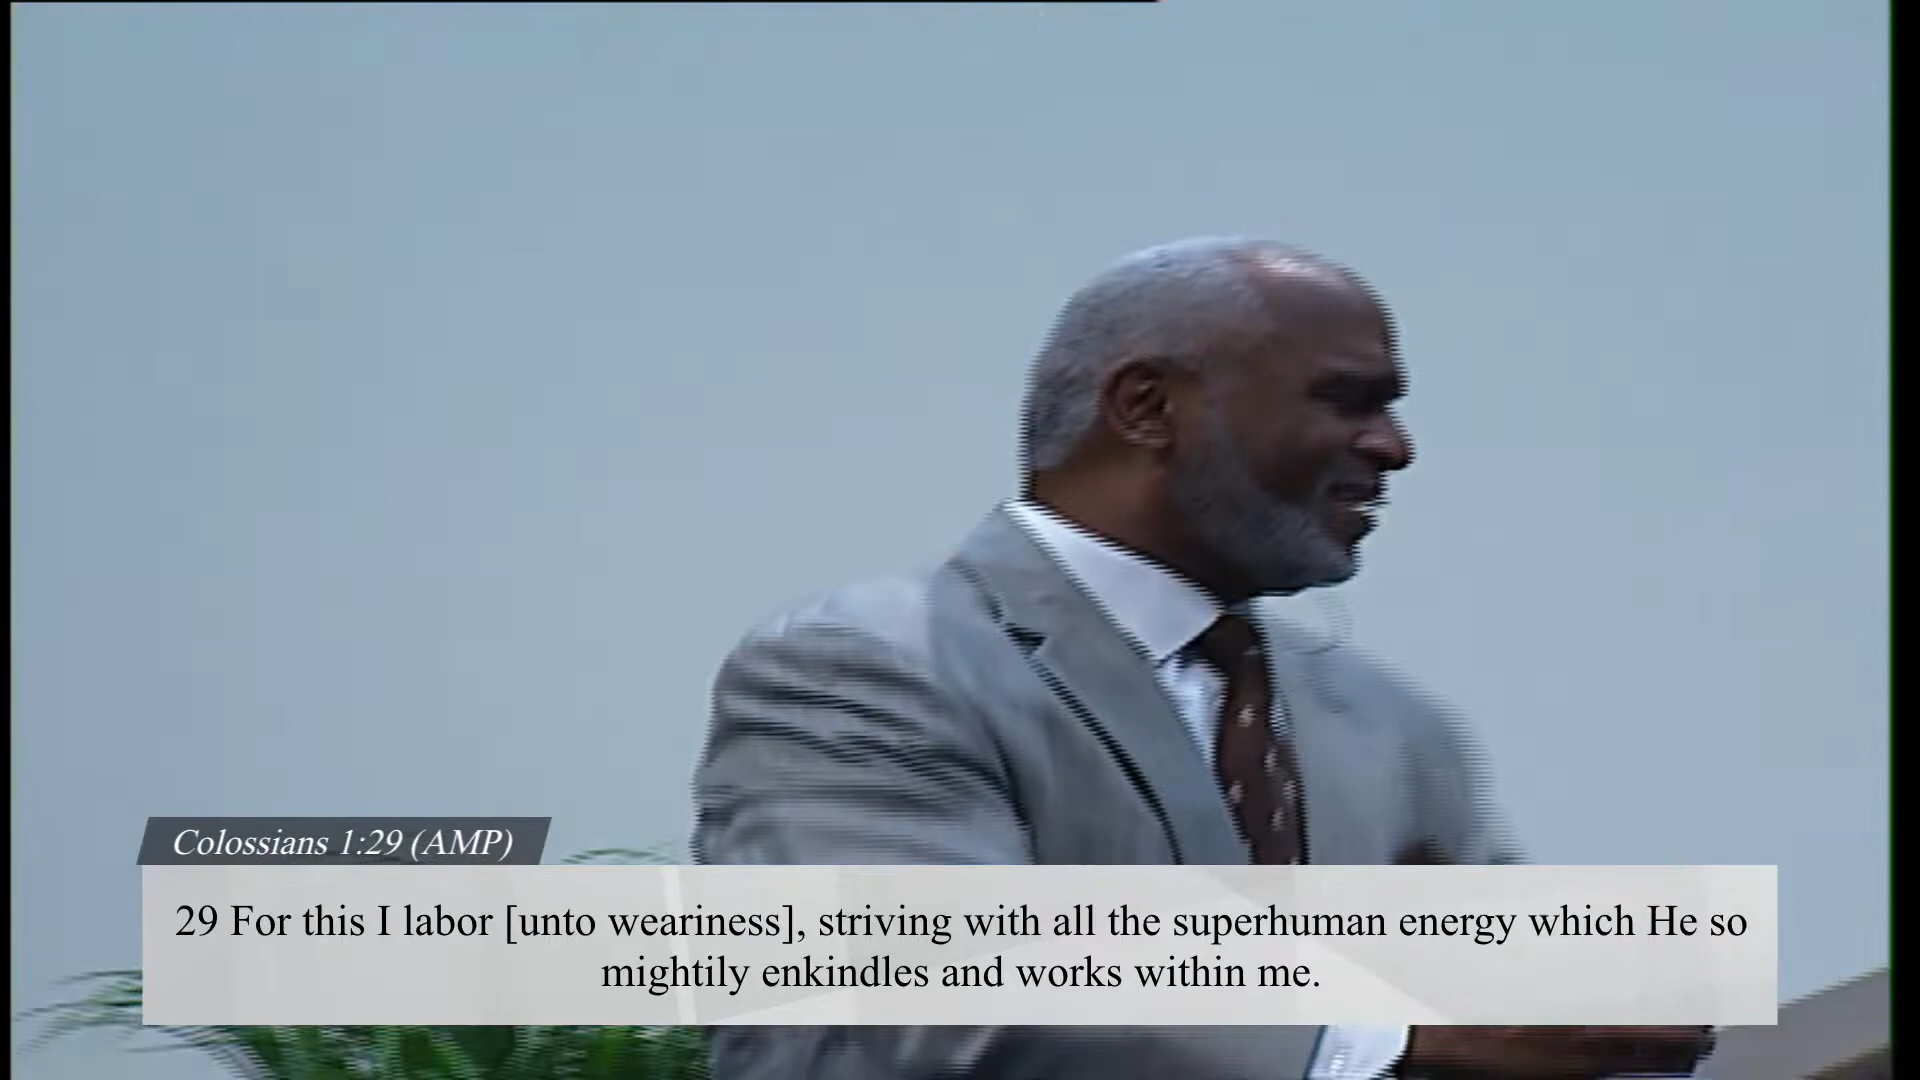 Colossians 1:29 (AMP)
29 For this I labor [unto weariness], striving with all the superhuman energy which He so
mightily enkindles and works within me.